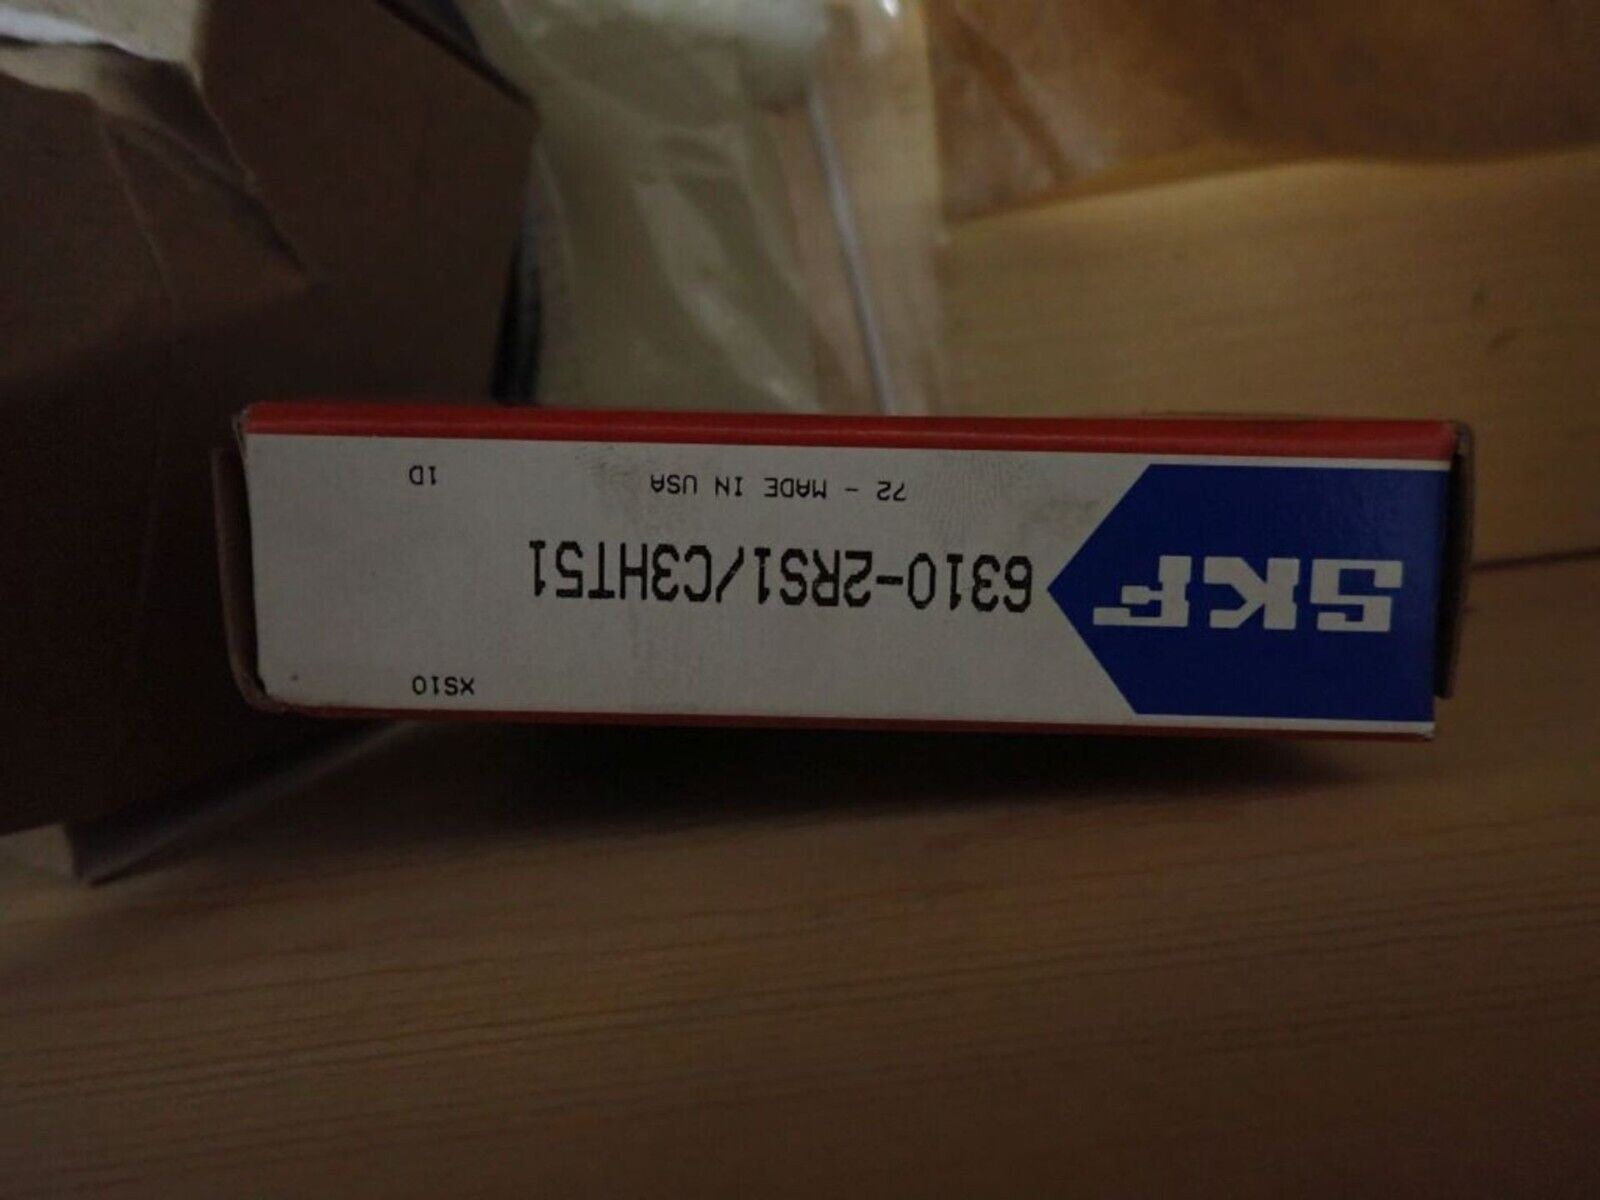 XS10
SKF
6310-2RS1/C3HT51
72 - MADE IN USA
1D